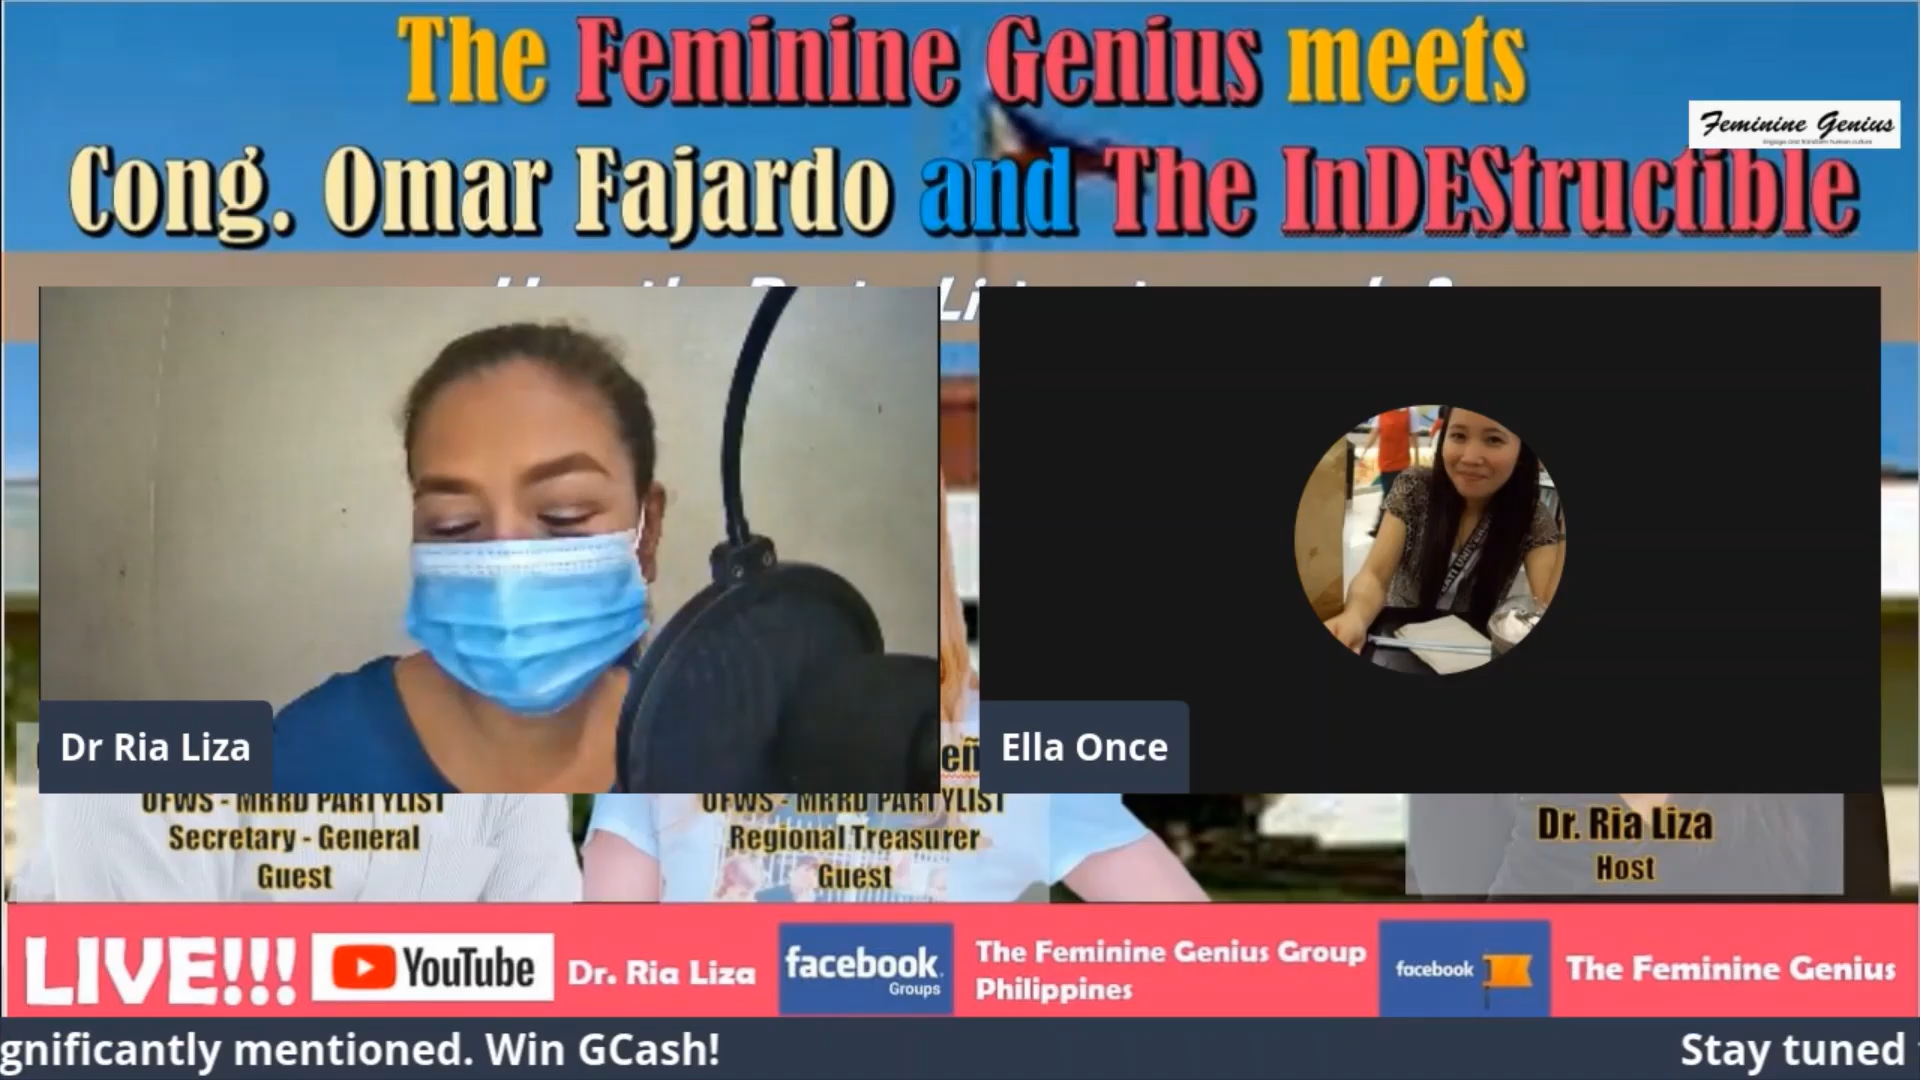 The Feminine Genius meets
Feminine Genius
Cong. Omar Fajardo and The InDEStructible
Dr Ria Liza
Ella Once
UFWS - MRRD PARTYLIST
Secretary - General
Guest
UFWS - MRRD PARTYLIST
Regional Treasurer
Guest
Dr. Ria Liza
Host
LIVE!!!
YouTube
Dr. Ria Liza
facebook
Groups
The Feminine Genius Group
Philippines
facebook
The Feminine Genius
gnificantly mentioned. Win GCash!
Stay tuned